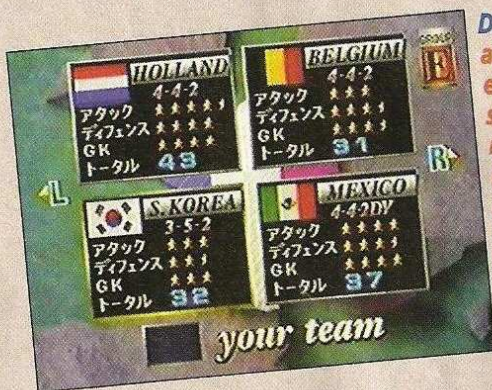 GROUP
E
HOLLAND
4-4-2
アタック
ディフェンス
GK
トータル 43
BELGIUM
4-4-2
アタック
ディフェンス
GK
トータル 31
L
R
S.KOREA
3-5-2
アタック
ディフェンス
GK
トータル 32
MEXICO
4-4-2DY
アタック
ディフェンス
GK
トータル 37
your team